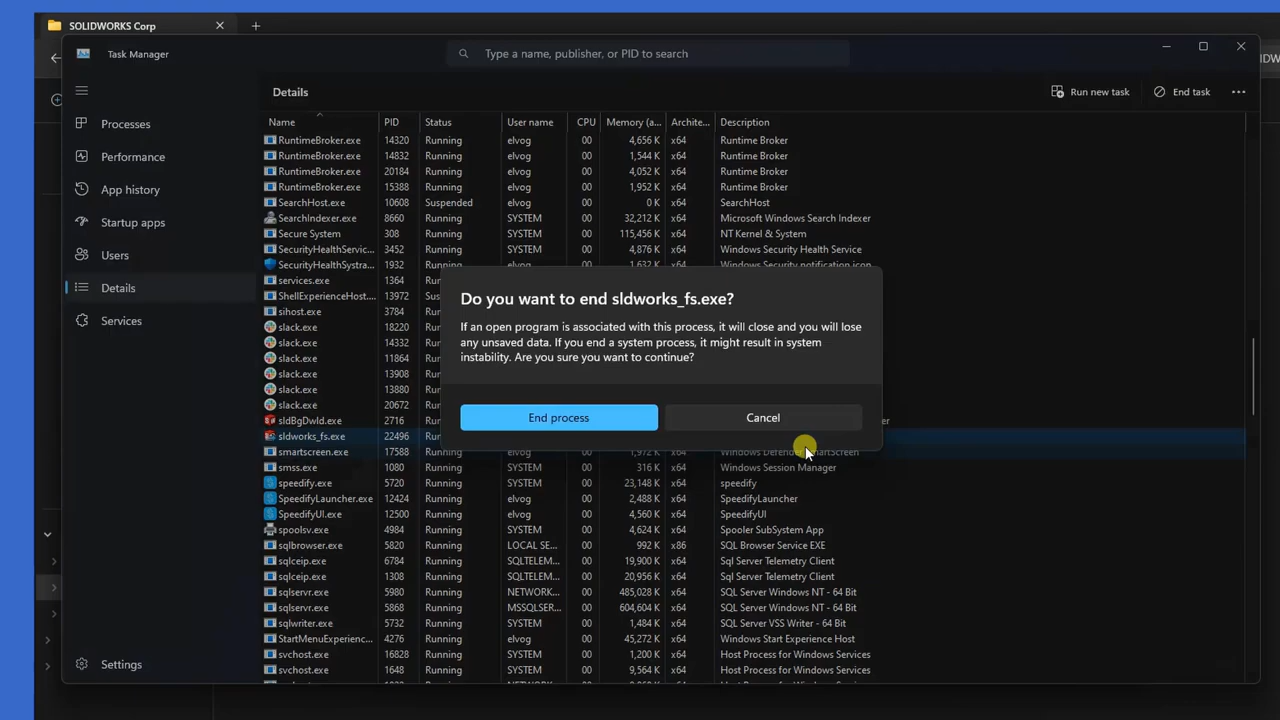 SOLIDWORKS Corp
Task Manager
Type a name, publisher, or PID to search
Details
Run new task
End task
Processes
Performance
App history
Startup apps
Users
Details
Services
Settings
Name PID Status User name CPU Memory (a... Archite... Description
RuntimeBroker.exe 14320 Running elvog 00 4,656 K x64 Runtime Broker
RuntimeBroker.exe 14832 Running elvog 00 1,544 K x64 Runtime Broker
RuntimeBroker.exe 20184 Running elvog 00 4,052 K x64 Runtime Broker
RuntimeBroker.exe 15388 Running elvog 00 1,952 K x64 Runtime Broker
SearchHost.exe 10608 Suspended elvog 00 0 K x64 SearchHost
SearchIndexer.exe 8660 Running SYSTEM 00 32,212 K x64 Microsoft Windows Search Indexer
Secure System 308 Running SYSTEM 00 115,456 K x64 NT Kernel & System
SecurityHealthServic... 3452 Running SYSTEM 00 4,876 K x64 Windows Security Health Service
SecurityHealthSystra... 1932 Running elvog 00 1,632 K x64 Windows Security notification icon
services.exe 1364
ShellExperienceHost.... 13972
sihost.exe 3784
slack.exe 18220
slack.exe 14332
slack.exe 11864
slack.exe 13908
slack.exe 13880
slack.exe 20672
sldBgDwld.exe 2716
sldworks_fs.exe 22496
smartscreen.exe 17588 Running elvog 00 1,972 K x64 Windows Defender SmartScreen
smss.exe 1080 Running SYSTEM 00 316 K x64 Windows Session Manager
speedify.exe 5720 Running SYSTEM 00 23,148 K x64 speedify
SpeedifyLauncher.exe 12424 Running elvog 00 2,488 K x64 SpeedifyLauncher
SpeedifyUI.exe 12500 Running elvog 00 4,560 K x64 SpeedifyUI
spoolsv.exe 4984 Running SYSTEM 00 4,624 K x64 Spooler SubSystem App
sqlbrowser.exe 5820 Running LOCAL SE... 00 992 K x86 SQL Browser Service EXE
sqlceip.exe 6784 Running SQLTELEM... 00 19,900 K x64 Sql Server Telemetry Client
sqlceip.exe 1308 Running SQLTELEM... 00 20,956 K x64 Sql Server Telemetry Client
sqlservr.exe 5980 Running NETWORK... 00 485,028 K x64 SQL Server Windows NT - 64 Bit
sqlservr.exe 5868 Running MSSQLSER... 00 604,604 K x64 SQL Server Windows NT - 64 Bit
sqlwriter.exe 5732 Running SYSTEM 00 1,484 K x64 SQL Server VSS Writer - 64 Bit
StartMenuExperienc... 4276 Running elvog 00 45,272 K x64 Windows Start Experience Host
svchost.exe 16828 Running SYSTEM 00 1,200 K x64 Host Process for Windows Services
svchost.exe 1648 Running SYSTEM 00 9,564 K x64 Host Process for Windows Services
Do you want to end sldworks_fs.exe?
If an open program is associated with this process, it will close and you will lose
any unsaved data. If you end a system process, it might result in system
instability. Are you sure you want to continue?
End process
Cancel